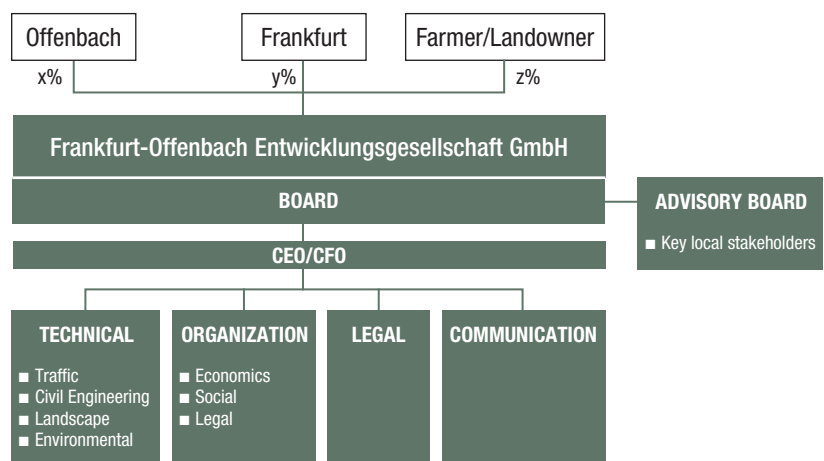 Offenbach
Frankfurt
Farmer/Landowner
x%
y%
z%
Frankfurt-Offenbach Entwicklungsgesellschaft GmbH
BOARD
ADVISORY BOARD
■ Key local stakeholders
CEO/CFO
TECHNICAL
■ Traffic
■ Civil Engineering
■ Landscape
■ Environmental
ORGANIZATION
■ Economics
■ Social
■ Legal
LEGAL
COMMUNICATION